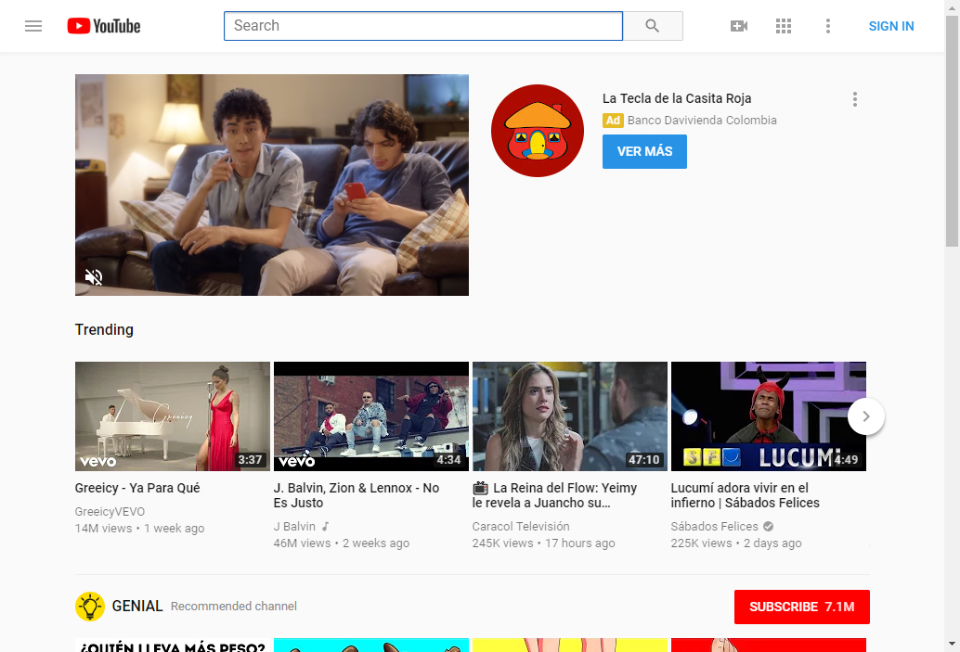 YouTube
Search
SIGN IN
La Tecla de la Casita Roja
Ad Banco Davivienda Colombia
VER MÁS
Trending
Greeicy
vevo
3:37
vevo
4:34
47:10
SF
LUCUMÍ
4:49
Greeicy - Ya Para Qué
GreeicyVEVO
14M views • 1 week ago
J. Balvin, Zion & Lennox - No
Es Justo
J Balvin
46M views • 2 weeks ago
La Reina del Flow: Yeimy
le revela a Juancho su...
Caracol Televisión
245K views • 17 hours ago
Lucumí adora vivir en el
infierno | Sábados Felices
Sábados Felices
225K views • 2 days ago
GENIAL Recommended channel
SUBSCRIBE 7.1M
¿QUIÉN LLEVA MÁS PESO?